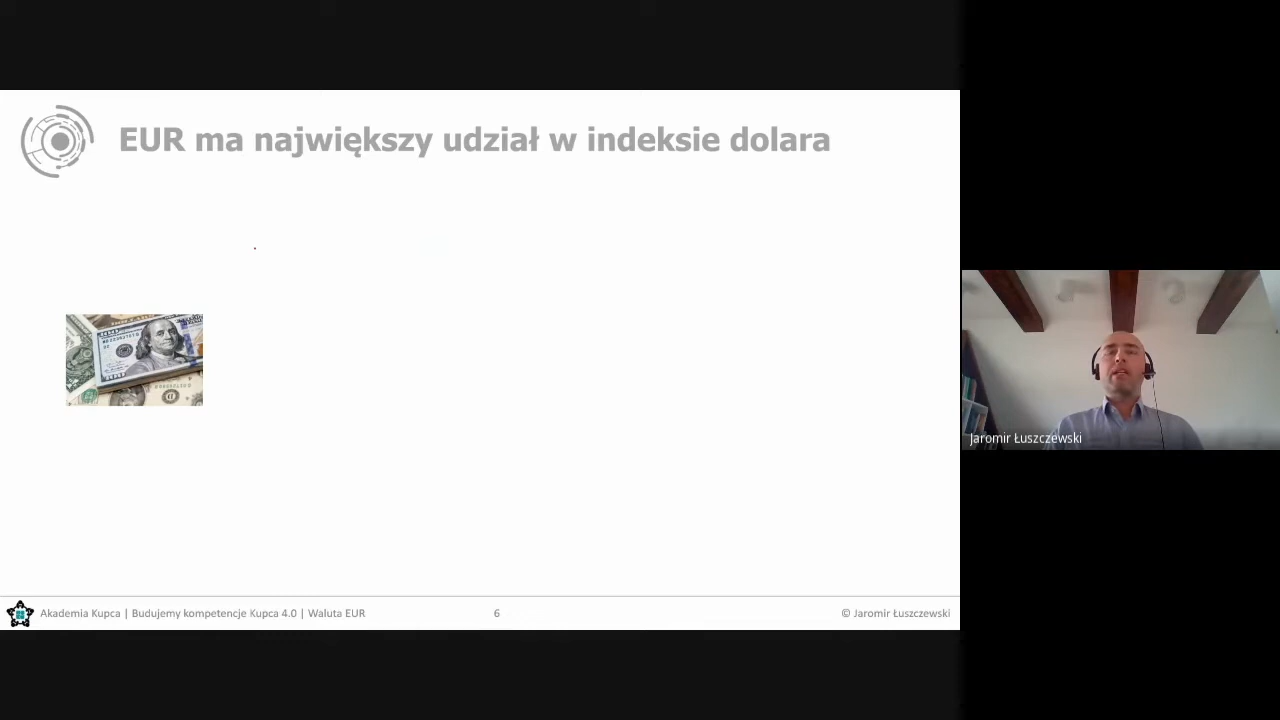 EUR ma największy udział w indeksie dolara
Akademia Kupca | Budujemy kompetencje Kupca 4.0 | Waluta EUR
6
© Jaromir Łuszczewski
Jaromir Łuszczewski